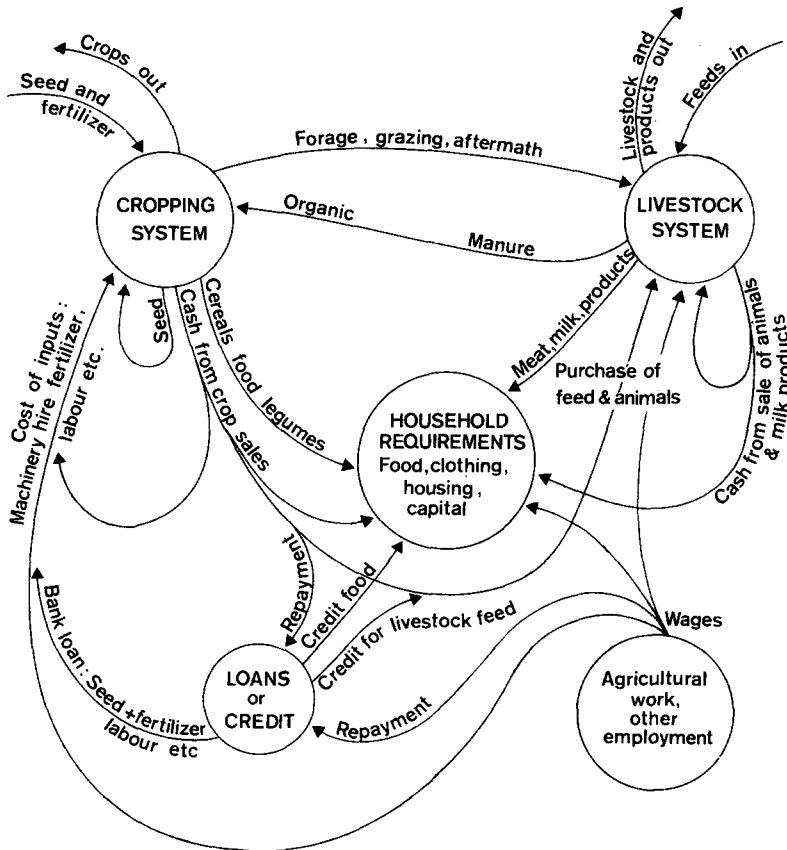 Crops out
Seed and
fertilizer
Livestock and
products out
Feeds in
Forage, grazing, aftermath
CROPPING
SYSTEM
LIVESTOCK
SYSTEM
Organic
Manure
Seed
Cash from crop sales
Cereals food legumes
Meat, milk, products
Purchase of
feed & animals
Cash from sale of animals
& milk products
Cost of inputs :
Machinery hire fertilizer,
labour etc.
HOUSEHOLD
REQUIREMENTS
Food, clothing,
housing,
capital
Repayment
Credit food
Credit for livestock feed
Bank loan: Seed + fertilizer
labour etc
LOANS
or
CREDIT
Repayment
Wages
Agricultural
work,
other
employment